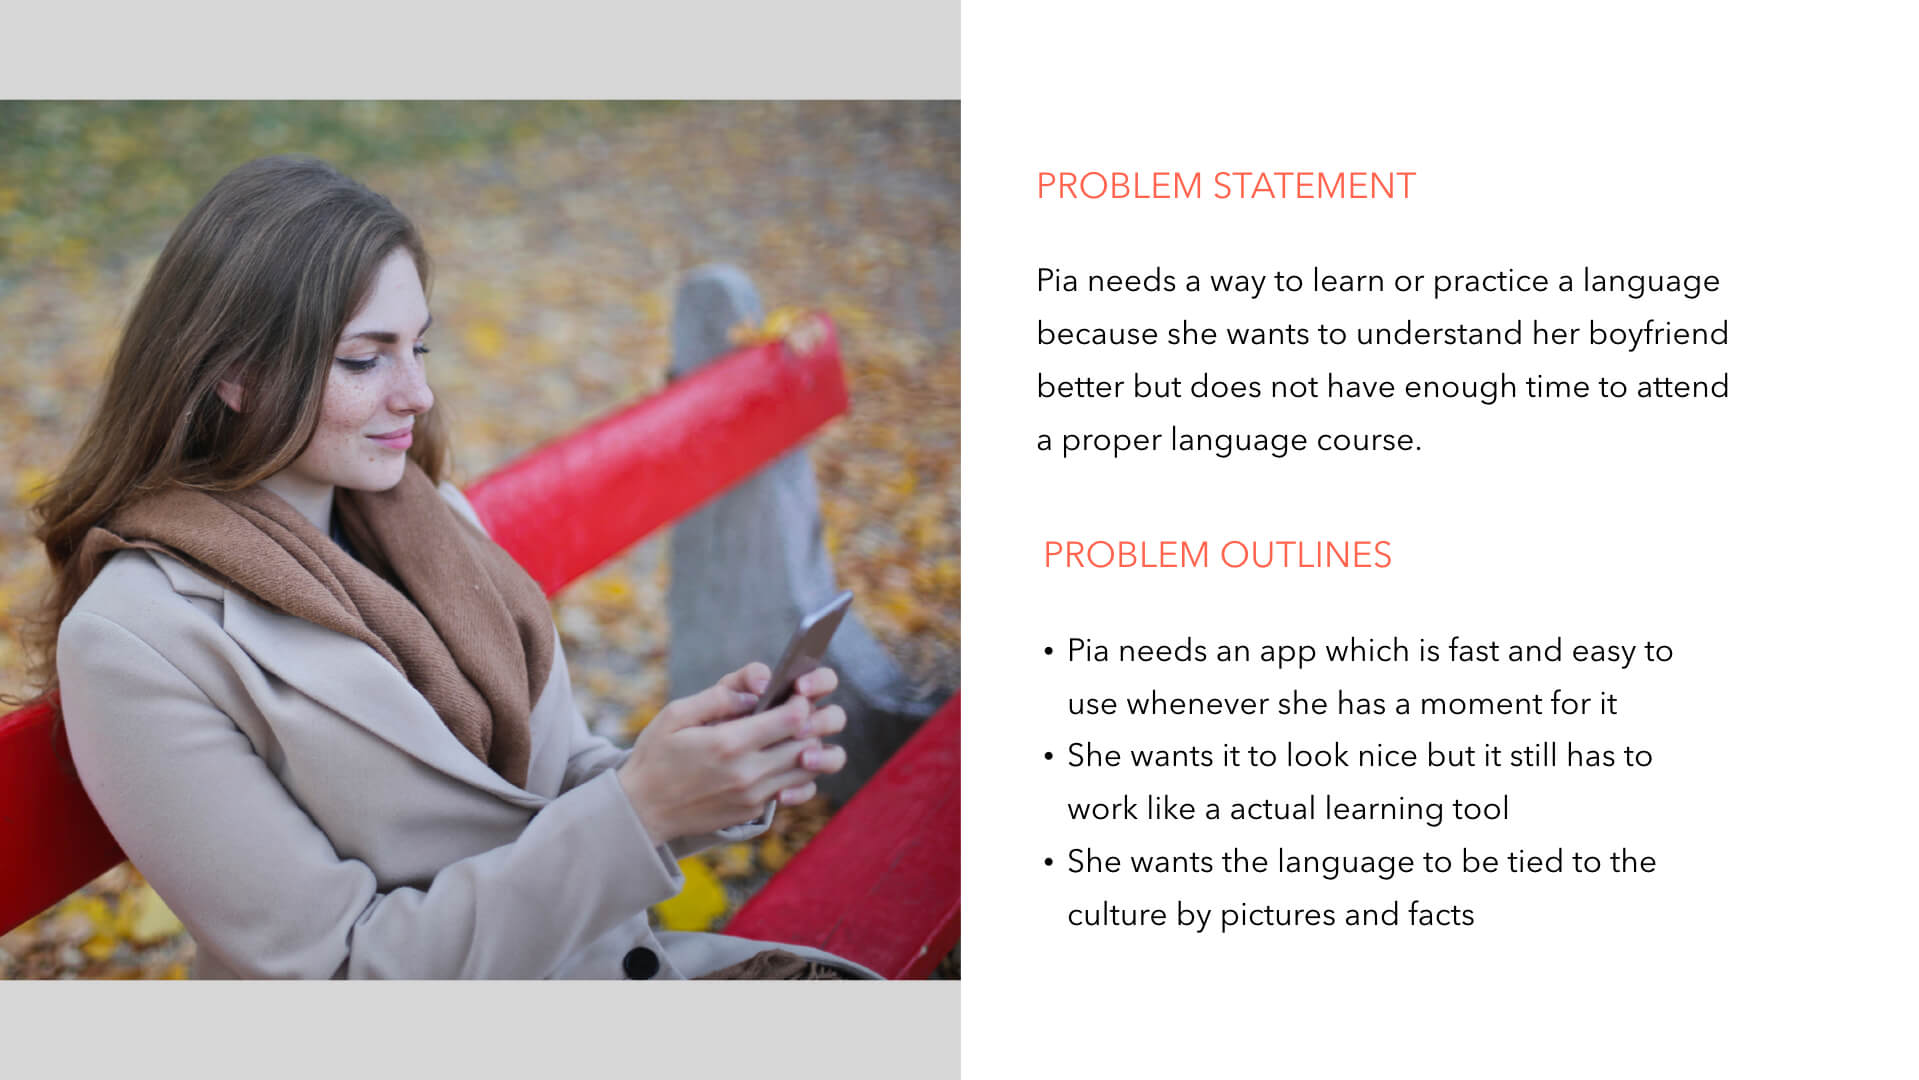 PROBLEM STATEMENT
Pia needs a way to learn or practice a language
because she wants to understand her boyfriend
better but does not have enough time to attend
a proper language course.
PROBLEM OUTLINES
• Pia needs an app which is fast and easy to
use whenever she has a moment for it
• She wants it to look nice but it still has to
work like a actual learning tool
• She wants the language to be tied to the
culture by pictures and facts